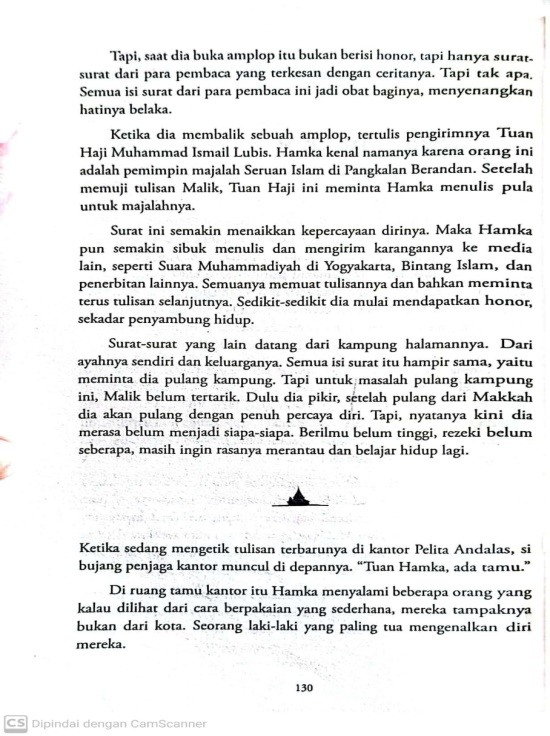 Tapi, saat dia buka amplop itu bukan berisi honor, tapi hanya surat-
surat dari para pembaca yang terkesan dengan ceritanya. Tapi tak apa.
Semua isi surat dari para pembaca ini jadi obat baginya, menyenangkan
hatinya belaka.
Ketika dia membalik sebuah amplop, tertulis pengirimnya Tuan
Haji Muhammad Ismail Lubis. Hamka kenal namanya karena orang ini
adalah pemimpin majalah Seruan Islam di Pangkalan Berandan. Setelah
memuji tulisan Malik, Tuan Haji ini meminta Hamka menulis pula
untuk majalahnya.
Surat ini semakin menaikkan kepercayaan dirinya. Maka Hamka
pun semakin sibuk menulis dan mengirim karangannya ke media
lain, seperti Suara Muhammadiyah di Yogyakarta, Bintang Islam, dan
penerbitan lainnya. Semuanya memuat tulisannya dan bahkan meminta
terus tulisan selanjutnya. Sedikit-sedikit dia mulai mendapatkan honor,
sekadar penyambung hidup.
Surat-surat yang lain datang dari kampung halamannya. Dari
ayahnya sendiri dan keluarganya. Semua isi surat itu hampir sama, yaitu
meminta dia pulang kampung. Tapi untuk masalah pulang kampung
ini, Malik belum tertarik. Dulu dia pikir, setelah pulang dari Makkah
dia akan pulang dengan penuh percaya diri. Tapi, nyatanya kini dia
merasa belum menjadi siapa-siapa. Berilmu belum tinggi, rezeki belum
seberapa, masih ingin rasanya merantau dan belajar hidup lagi.
Ketika sedang mengetik tulisan terbarunya di kantor Pelita Andalas, si
bujang penjaga kantor muncul di depannya. “Tuan Hamka, ada tamu.”
Di ruang tamu kantor itu Hamka menyalami beberapa orang yang
kalau dilihat dari cara berpakaian yang sederhana, mereka tampaknya
bukan dari kota. Seorang laki-laki yang paling tua mengenalkan diri
mereka.
130
CS Dipindai dengan CamScanner